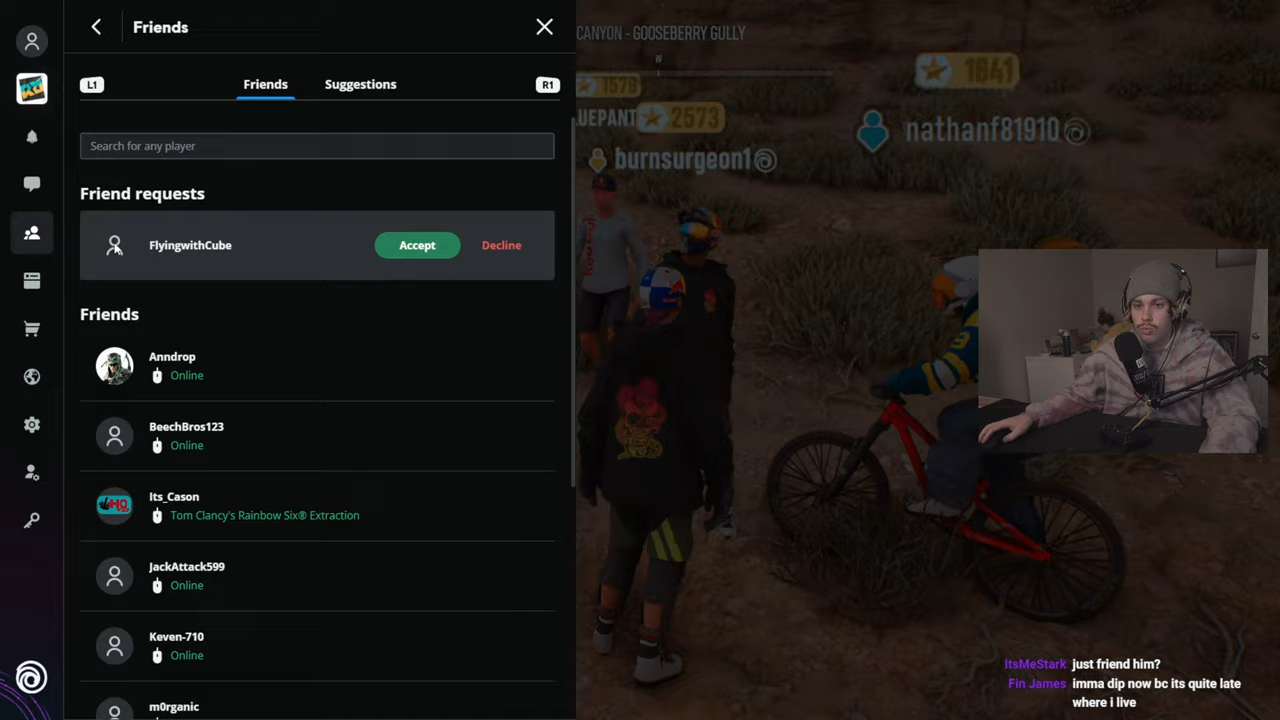 Friends
L1
Friends
Suggestions
R1
Search for any player
Friend requests
FlyingwithCube
Accept
Decline
Friends
Anndrop
Online
BeechBros123
Online
Its_Cason
Tom Clancy's Rainbow Six® Extraction
JackAttack599
Online
Keven-710
Online
m0rganic
CANYON - GOOSEBERRY GULLY
W
1579
LUEPANT 2573
burnsurgeon1
1641
nathanf81910
ItsMeStark just friend him?
Fin James imma dip now bc its quite late
where i live